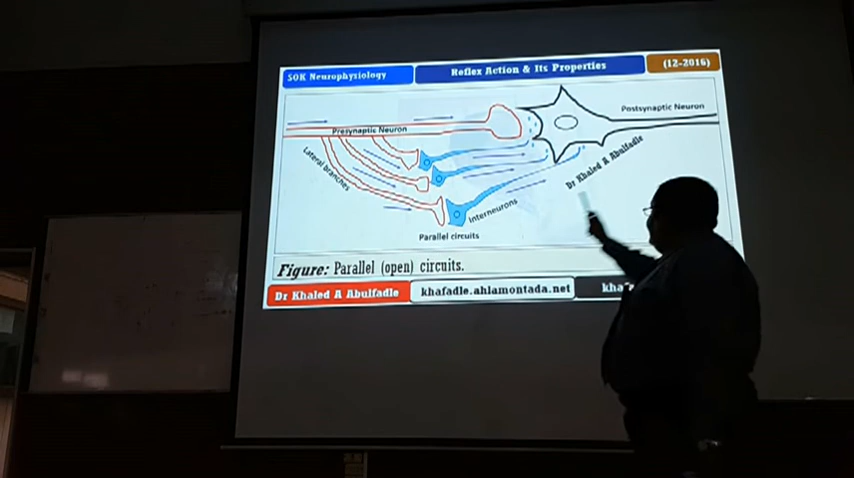 SOK Neurophysiology
Reflex Action & Its Properties
(12-2016)
Postsynaptic Neuron
Presynaptic Neuron
Lateral branches
Dr Khaled A Abulfadle
Interneurons
Parallel circuits
Figure: Parallel (open) circuits.
Dr Khaled A Abulfadle
khafadle.ahlamontada.net